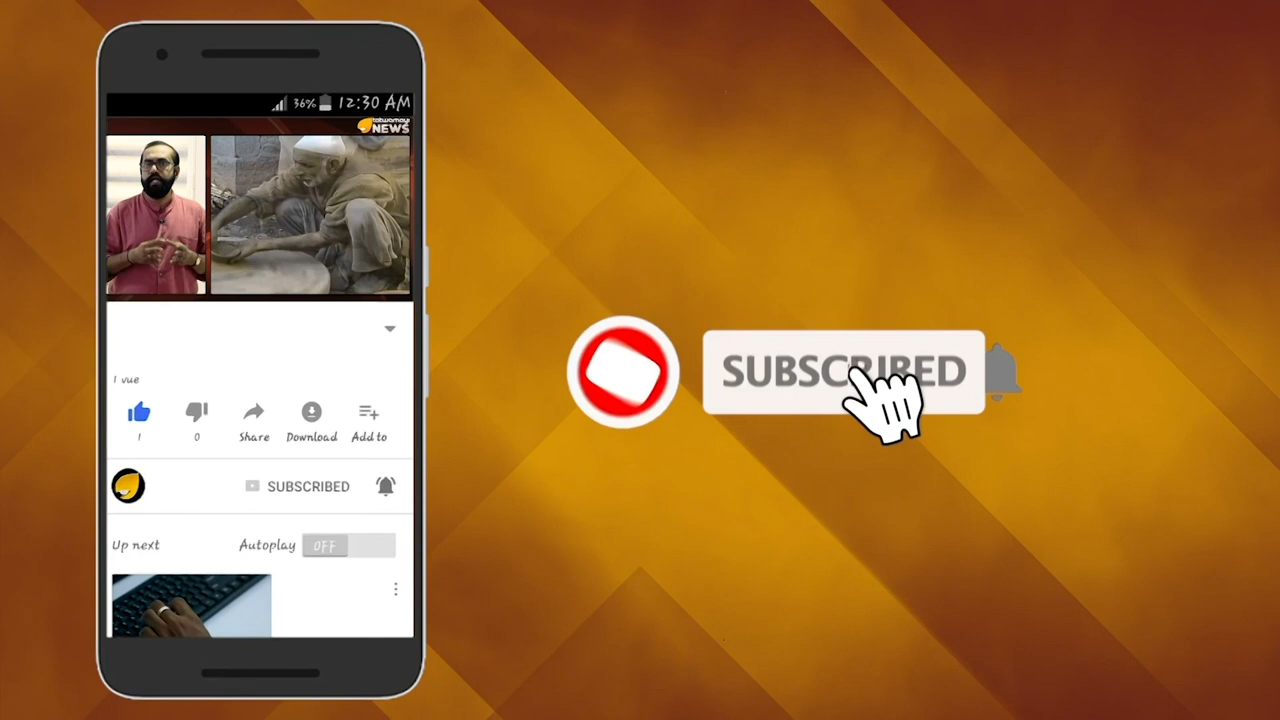 36% 12:30 AM
tatwamayi
NEWS
1 vue
1 0 Share Download Add to
SUBSCRIBED
Up next Autoplay OFF
SUBSCRIBED